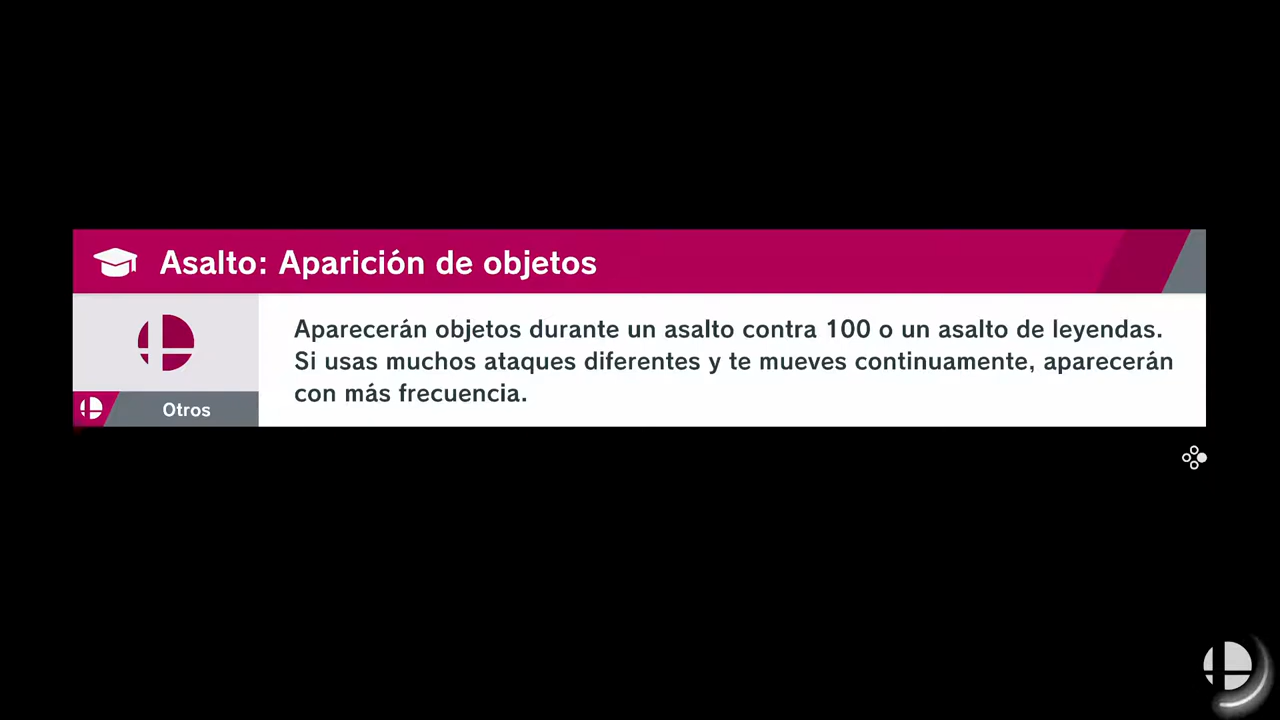 Asalto: Aparición de objetos
Aparecerán objetos durante un asalto contra 100 o un asalto de leyendas.
Si usas muchos ataques diferentes y te mueves continuamente, aparecerán
con más frecuencia.
Otros